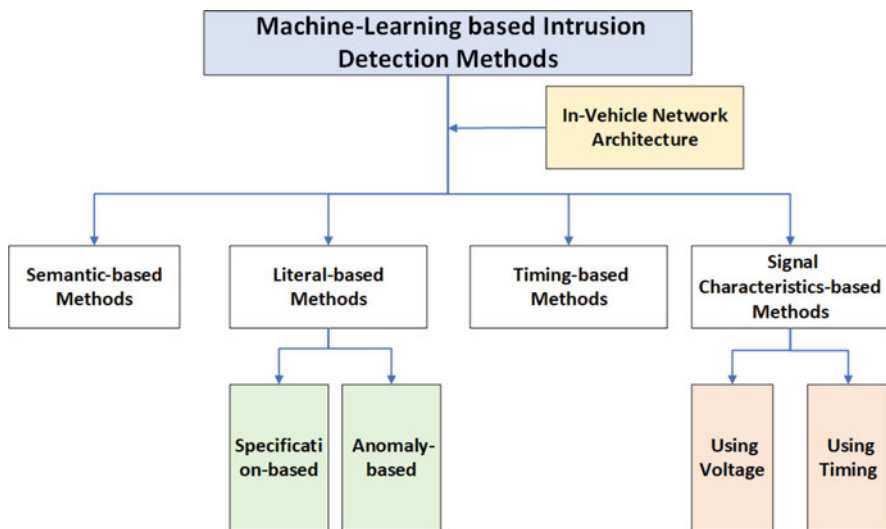 Machine-Learning based Intrusion
Detection Methods
In-Vehicle Network
Architecture
Semantic-based
Methods
Literal-based
Methods
Timing-based
Methods
Signal
Characteristics-based
Methods
Specificati
on-based
Anomaly-
based
Using
Voltage
Using
Timing